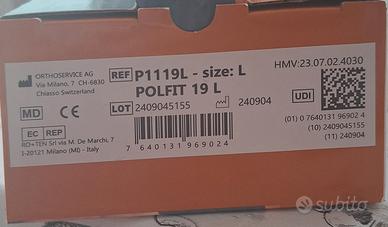 ORTHOSERVICE AG
Via Milano, 7 CH-6830
Chiasso Switzerland
REF P1119L - size: L
POLFIT 19 L
HMV:23.07.02.4030
MD
LOT 2409045155
240904
UDI
EC REP
RO+TEN Srl via M. De Marchi, 7
I-20121 Milano (MI) - Italy
7 640131 969024
(01) 0 7640131 96902 4
(10) 2409045155
(11) 240904
subito